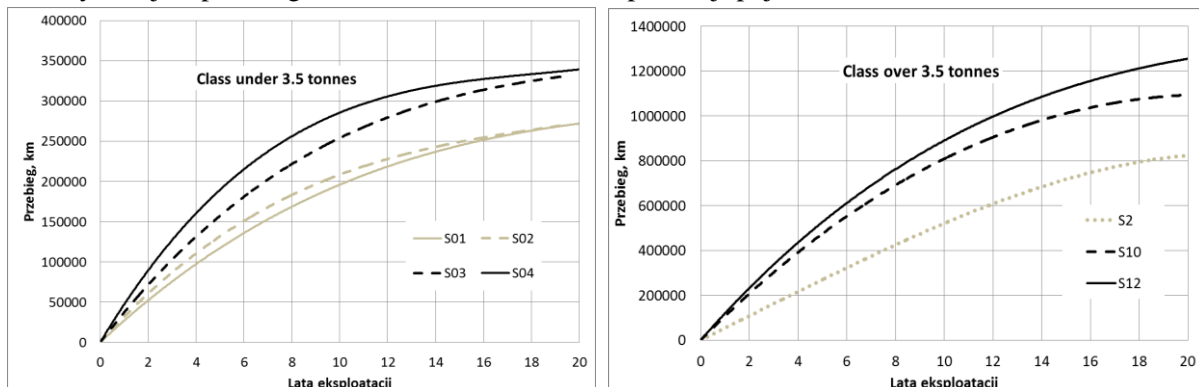 400000
350000
300000
250000
200000
150000
100000
50000
0
Przebieg, km
Class under 3.5 tonnes
S01 S02
S03 S04
0 2 4 6 8 10 12 14 16 18 20
Lata eksploatacji
1400000
1200000
1000000
800000
600000
400000
200000
0
Przebieg, km
Class over 3.5 tonnes
S2
S10
S12
0 2 4 6 8 10 12 14 16 18 20
Lata eksploatacji